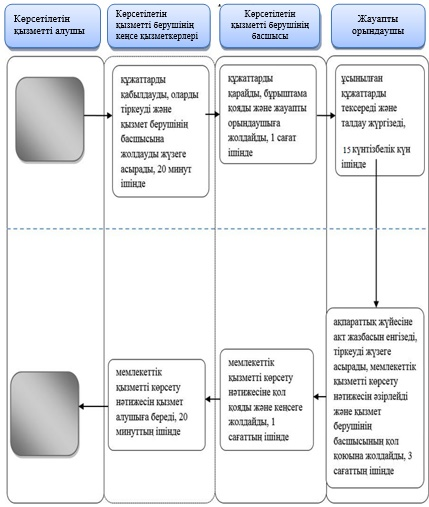 Көрсетілетін
қызметті алушы
Көрсетілетін
қызметті берушінің
кеңсе қызметкерлері
Көрсетілетін
қызметті берушінің
басшысы
Жауапты
орындаушы
құжаттарды
қабылдауды, оларды
тіркеуді және
қызмет берушінің
басшысына
жолдауды жүзеге
асырады, 20 минут
ішінде
құжаттарды
қарайды, бұрыштама
қояды және жауапты
орындаушыға
жолдайды, 1 сағат
ішінде
ұсынылған
құжаттарды
тексереді және
талдау жүргізеді,
15 күнтізбелік күн
ішінде
мемлекеттік
қызметті көрсету
нәтижесін қызмет
алушыға береді, 20
минуттың ішінде
мемлекеттік
қызметті көрсету
нәтижесіне қол
қояды және кеңсеге
жолдайды, 1
сағаттың ішінде
ақпараттық жүйесіне
акт жазбасын енгізеді,
тіркеуді жүзеге
асырады, мемлекеттік
қызметті көрсету
нәтижесін әзірлейді
және қызмет
берушінің
басшысының қол
қоюына жолдайды, 3
сағаттың ішінде